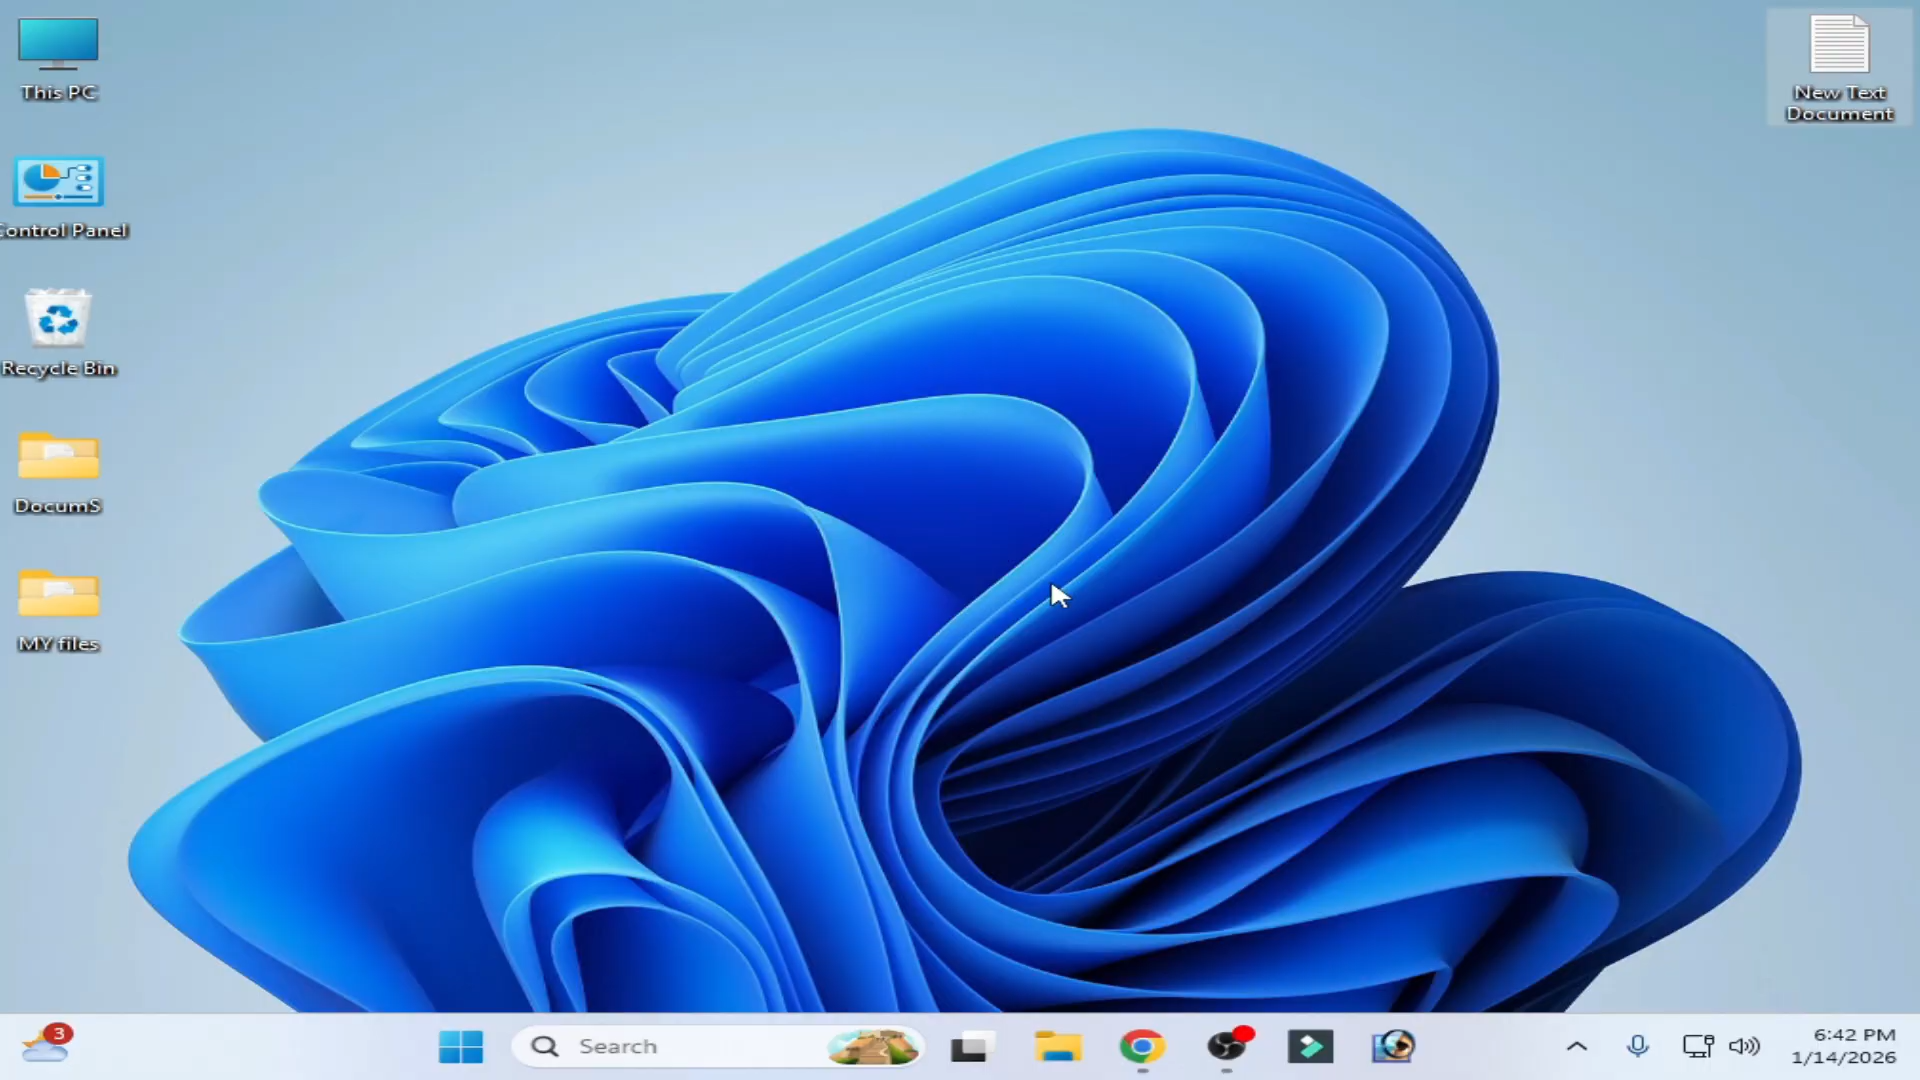 This PC
Control Panel
Recycle Bin
DocumS
MY files
New Text
Document
3
Search
6:42 PM
1/14/2026